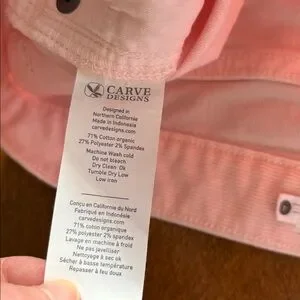 CARVE
DESIGNS
Designed in
Northern California
Made in Indonesia
carvedesigns.com
71% Cotton organic
27% Polyester 2% Spandex
Machine Wash cold
Do not bleach
Dry Clean Ok
Tumble Dry Low
Low iron
Conçu en California du Nord
Fabriqué en Indonésie
carvedesigns.com
71% cotton organique
27% polyester 2% spandex
Lavage en machine à froid
Ne pas javelliser
Nettoyage à sec ok
Sécher à basse température
Repasser à feu doux